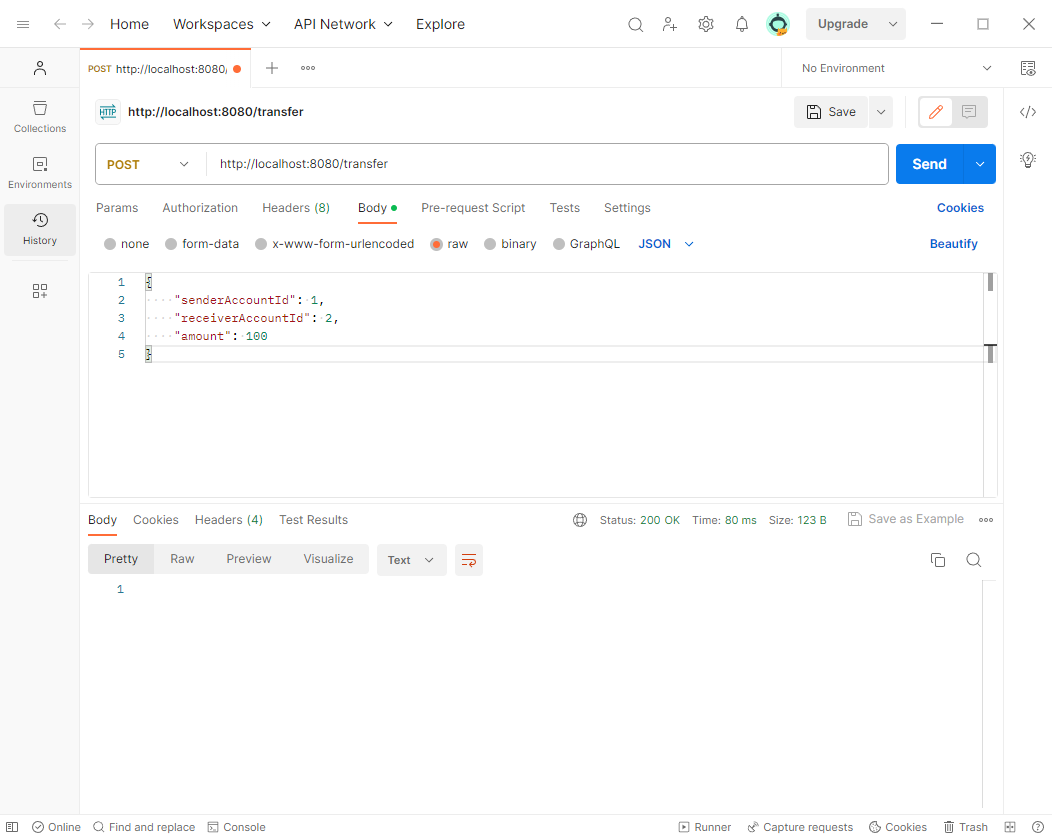 Home Workspaces API Network Explore Upgrade
POST http://localhost:8080/ No Environment
HTTP http://localhost:8080/transfer Save
Collections
POST http://localhost:8080/transfer Send
Environments
Params Authorization Headers (8) Body Pre-request Script Tests Settings Cookies
History
none form-data x-www-form-urlencoded raw binary GraphQL JSON Beautify
1 {
2 "senderAccountId": 1,
3 "receiverAccountId": 2,
4 "amount": 100
5 }
Body Cookies Headers (4) Test Results Status: 200 OK Time: 80 ms Size: 123 B Save as Example
Pretty Raw Preview Visualize Text
1
Online Find and replace Console Runner Capture requests Cookies Trash